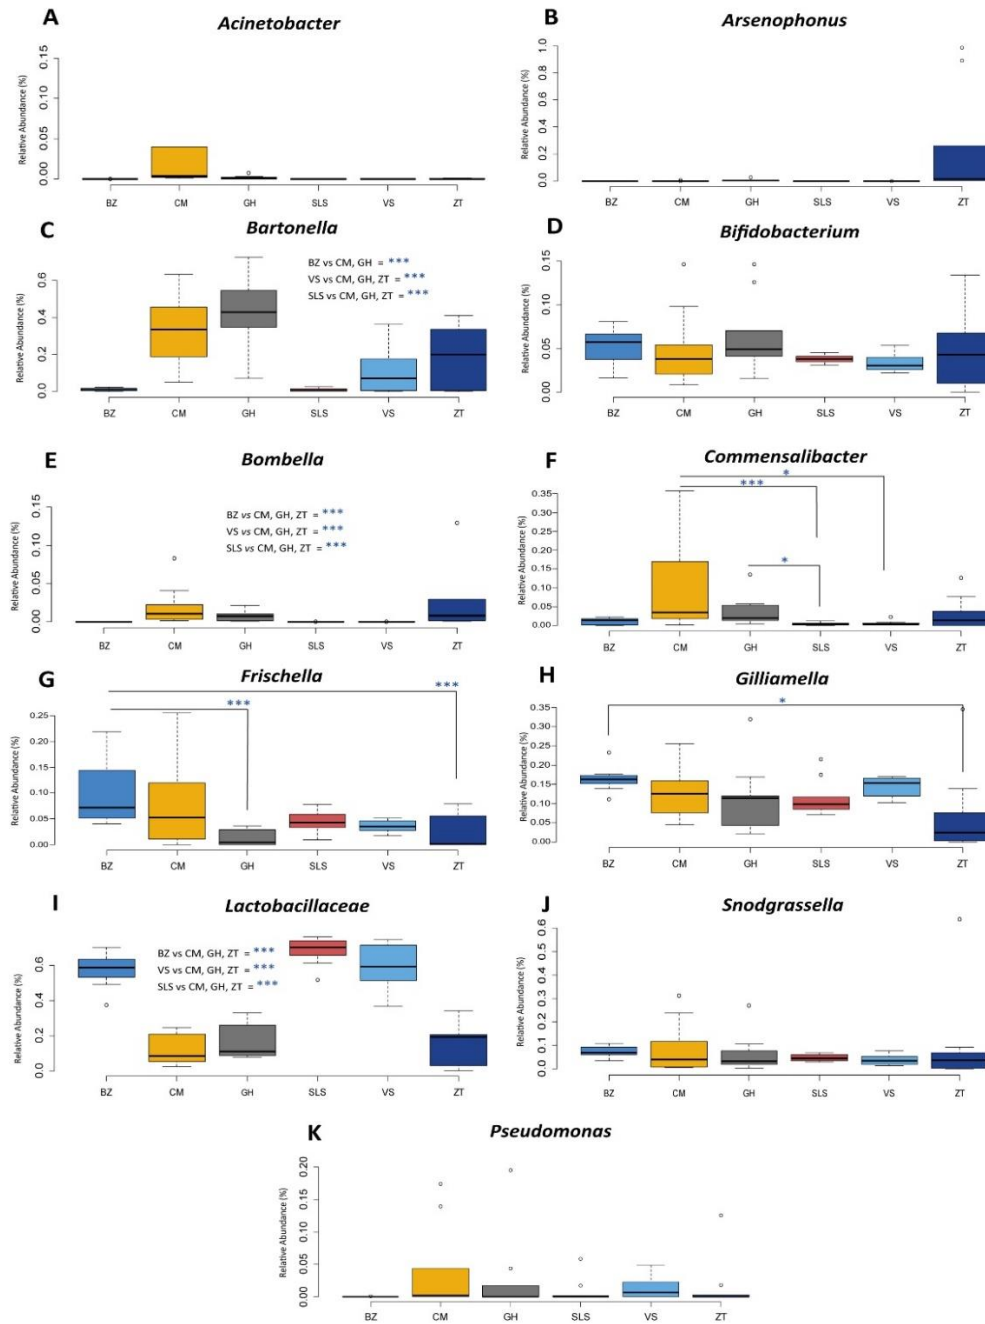 A
Acinetobacter
Relative Abundance (%)
0.15
0.10
0.05
0.00
BZ CM GH SLS VS ZT
B
Arsenophonus
Relative Abundance (%)
1.0
0.8
0.6
0.4
0.2
0.0
BZ CM GH SLS VS ZT
C
Bartonella
BZ vs CM, GH = ***
VS vs CM, GH, ZT = ***
SLS vs CM, GH, ZT = ***
Relative Abundance (%)
0.6
0.4
0.2
0.0
BZ CM GH SLS VS ZT
D
Bifidobacterium
Relative Abundance (%)
0.15
0.10
0.05
0.00
BZ CM GH SLS VS ZT
E
Bombella
BZ vs CM, GH, ZT = ***
VS vs CM, GH, ZT = ***
SLS vs CM, GH, ZT = ***
Relative Abundance (%)
0.15
0.10
0.05
0.00
BZ CM GH SLS VS ZT
F
Commensalibacter
*
***
*
Relative Abundance (%)
0.35
0.30
0.25
0.20
0.15
0.10
0.05
0.00
BZ CM GH SLS VS ZT
G
Frischella
***
***
Relative Abundance (%)
0.25
0.20
0.15
0.10
0.05
0.00
BZ CM GH SLS VS ZT
H
Gilliamella
*
Relative Abundance (%)
0.35
0.30
0.25
0.20
0.15
0.10
0.05
0.00
BZ CM GH SLS VS ZT
I
Lactobacillaceae
BZ vs CM, GH, ZT = ***
VS vs CM, GH, ZT = ***
SLS vs CM, GH, ZT = ***
Relative Abundance (%)
0.6
0.4
0.2
0.0
BZ CM GH SLS VS ZT
J
Snodgrassella
Relative Abundance (%)
0.6
0.5
0.4
0.3
0.2
0.1
0.0
BZ CM GH SLS VS ZT
K
Pseudomonas
Relative Abundance (%)
0.20
0.15
0.10
0.05
0.00
BZ CM GH SLS VS ZT